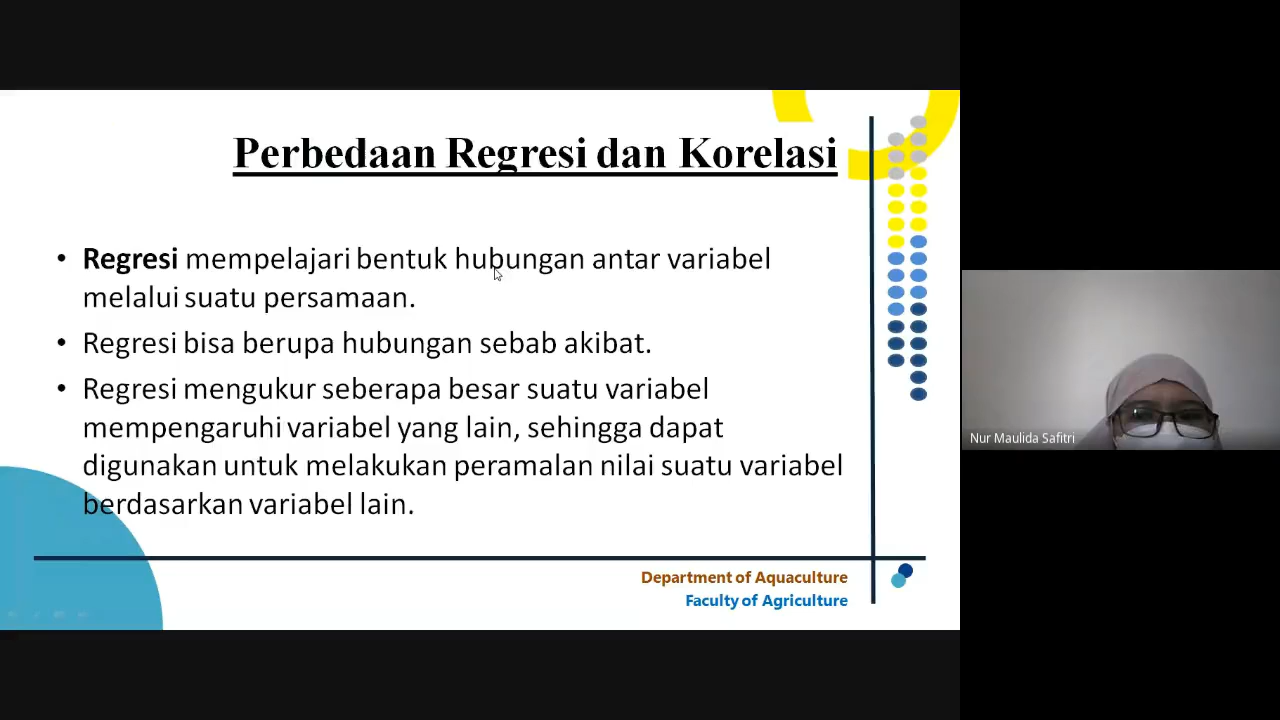 Perbedaan Regresi dan Korelasi
• Regresi mempelajari bentuk hubungan antar variabel
melalui suatu persamaan.
• Regresi bisa berupa hubungan sebab akibat.
• Regresi mengukur seberapa besar suatu variabel
mempengaruhi variabel yang lain, sehingga dapat
digunakan untuk melakukan peramalan nilai suatu variabel
berdasarkan variabel lain.
Department of Aquaculture
Faculty of Agriculture
Nur Maulida Safitri